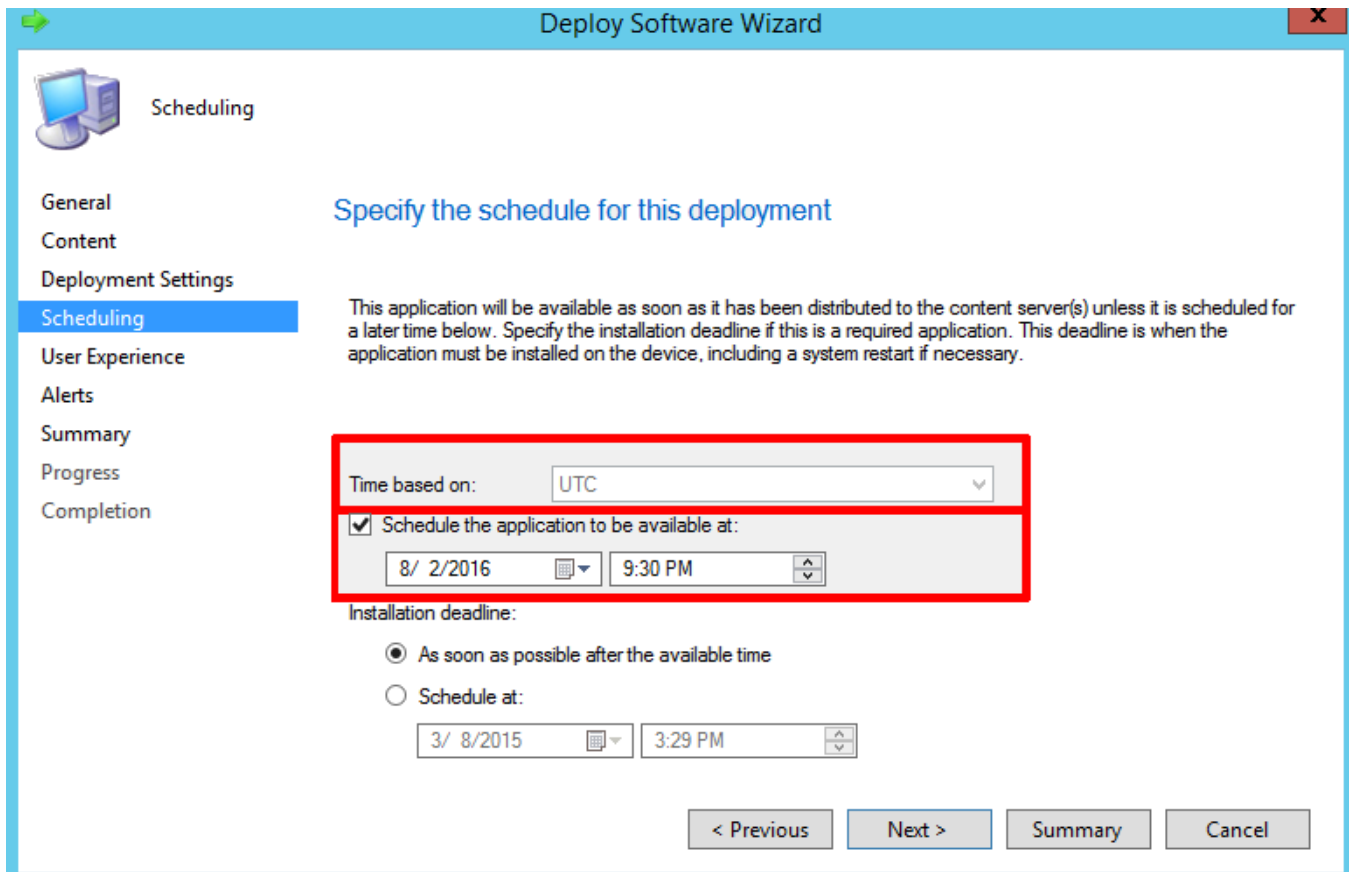 Deploy Software Wizard
x
Scheduling
General
Content
Deployment Settings
Scheduling
User Experience
Alerts
Summary
Progress
Completion
Specify the schedule for this deployment
This application will be available as soon as it has been distributed to the content server(s) unless it is scheduled for
a later time below. Specify the installation deadline if this is a required application. This deadline is when the
application must be installed on the device, including a system restart if necessary.
Time based on: UTC
Schedule the application to be available at:
8/ 2/2016 9:30 PM
Installation deadline:
As soon as possible after the available time
Schedule at:
3/ 8/2015 3:29 PM
< Previous Next > Summary Cancel